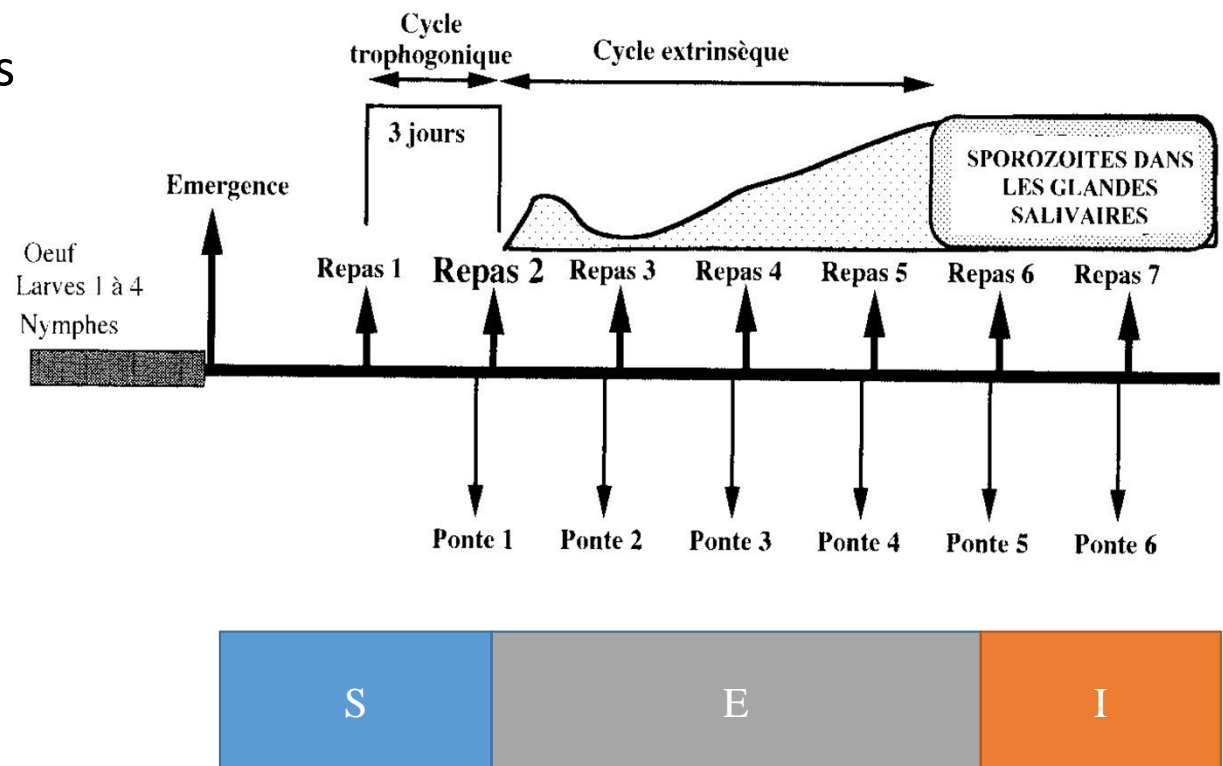 s
Cycle
trophogonique
Cycle extrinsèque
3 jours
Emergence
SPOROZOITES DANS
LES GLANDES
SALIVAIRES
Oeuf
Larves 1 à 4
Nymphes
Repas 1
Repas 2
Repas 3
Repas 4
Repas 5
Repas 6
Repas 7
Ponte 1
Ponte 2
Ponte 3
Ponte 4
Ponte 5
Ponte 6
S
E
I